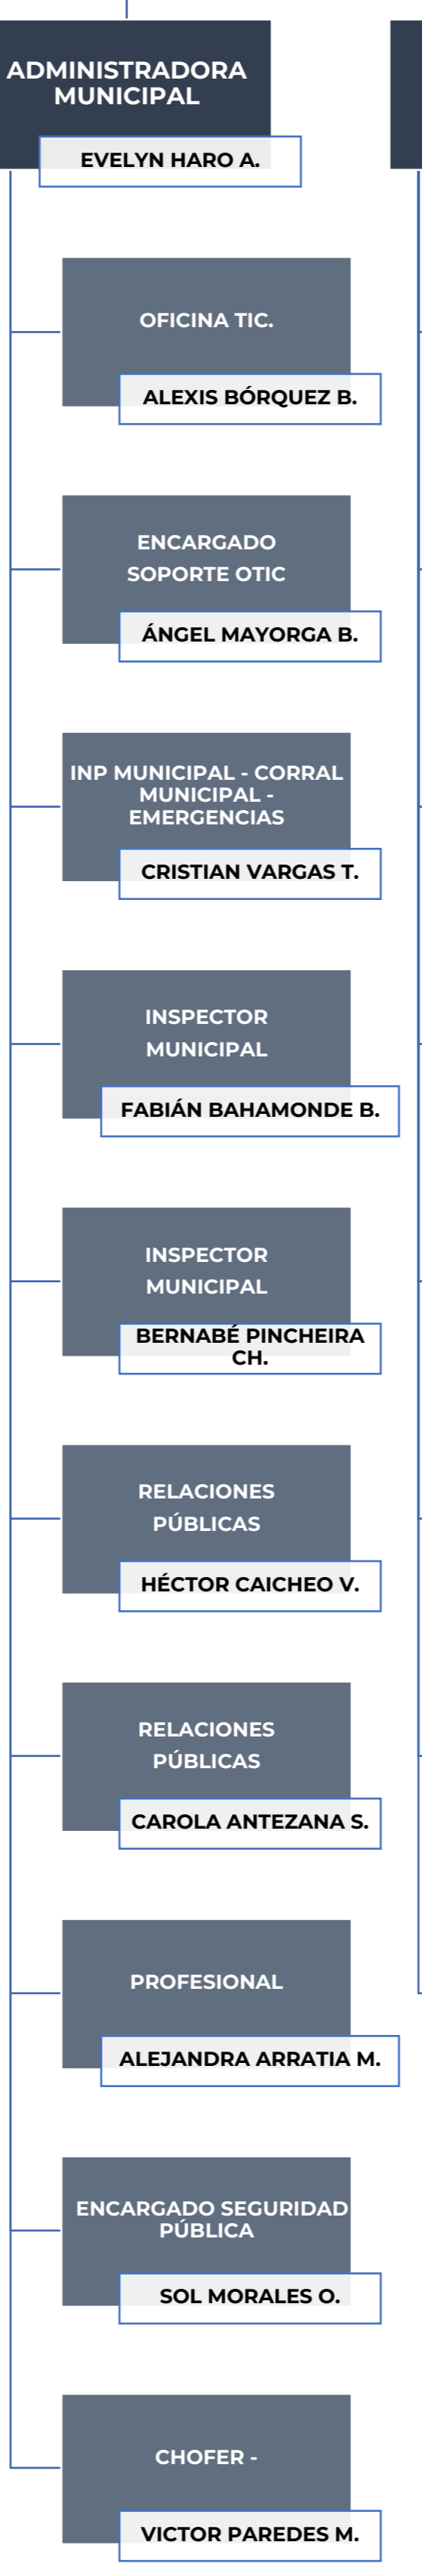 ADMINISTRADORA
MUNICIPAL
EVELYN HARO A.
OFICINA TIC.
ALEXIS BÓRQUEZ B.
ENCARGADO
SOPORTE OTIC
ÁNGEL MAYORGA B.
INP MUNICIPAL - CORRAL
MUNICIPAL -
EMERGENCIAS
CRISTIAN VARGAS T.
INSPECTOR
MUNICIPAL
FABIÁN BAHAMONDE B.
INSPECTOR
MUNICIPAL
BERNABÉ PINCHEIRA
CH.
RELACIONES
PÚBLICAS
HÉCTOR CAICHEO V.
RELACIONES
PÚBLICAS
CAROLA ANTEZANA S.
PROFESIONAL
ALEJANDRA ARRATIA M.
ENCARGADO SEGURIDAD
PÚBLICA
SOL MORALES O.
CHOFER -
VICTOR PAREDES M.